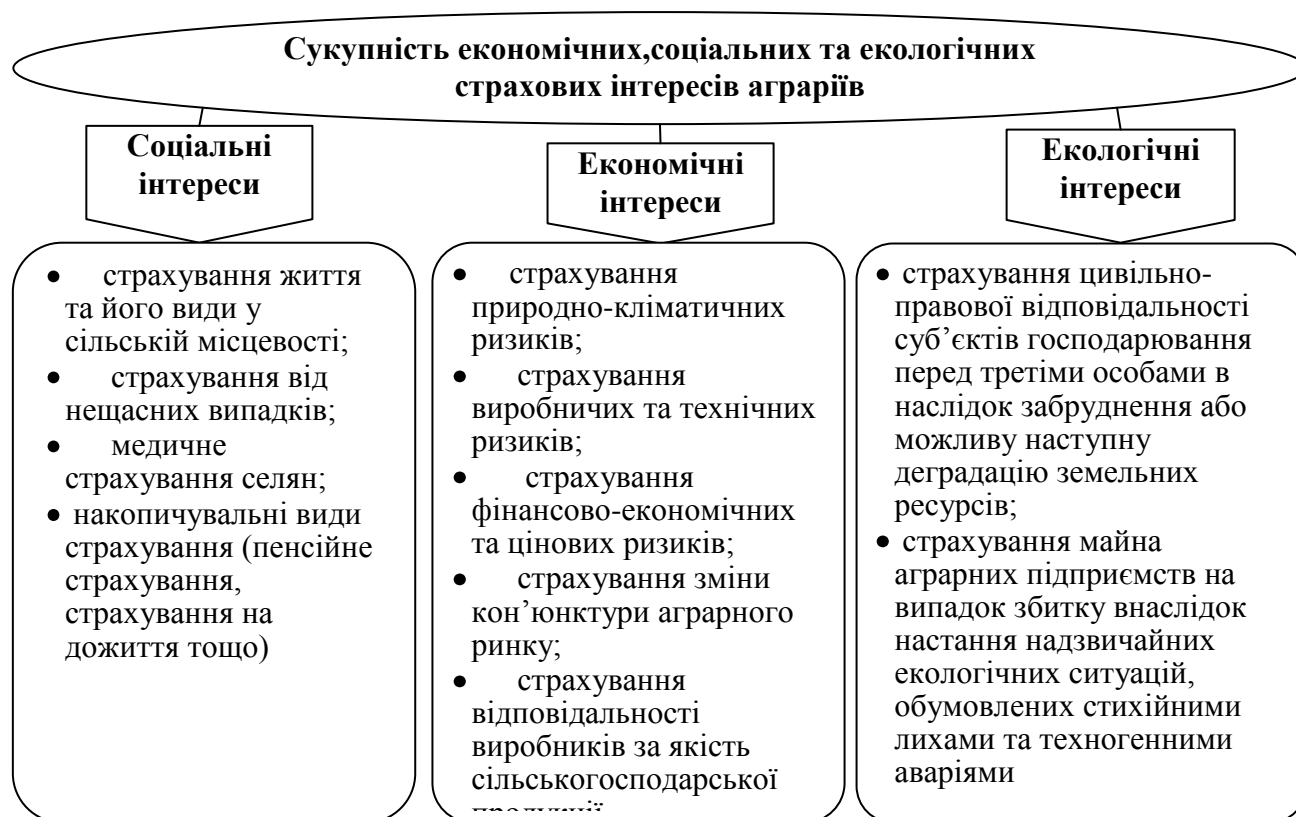 Сукупність економічних,соціальних та екологічних
страхових інтересів аграріїв
Соціальні
інтереси
Економічні
інтереси
Екологічні
інтереси
• страхування життя
та його види у
сільській місцевості;
• страхування від
нещасних випадків;
• медичне
страхування селян;
• накопичувальні види
страхування (пенсійне
страхування,
страхування на
дожиття тощо)
• страхування
природно-кліматичних
ризиків;
• страхування
виробничих та технічних
ризиків;
• страхування
фінансово-економічних
та цінових ризиків;
• страхування зміни
кон’юнктури аграрного
ринку;
• страхування
відповідальності
виробників за якість
сільськогосподарської
продукції
• страхування цивільно-
правової відповідальності
суб’єктів господарювання
перед третіми особами в
наслідок забруднення або
можливу наступну
деградацію земельних
ресурсів;
• страхування майна
аграрних підприємств на
випадок збитку внаслідок
настання надзвичайних
екологічних ситуацій,
обумовлених стихійними
лихами та техногенними
аваріями